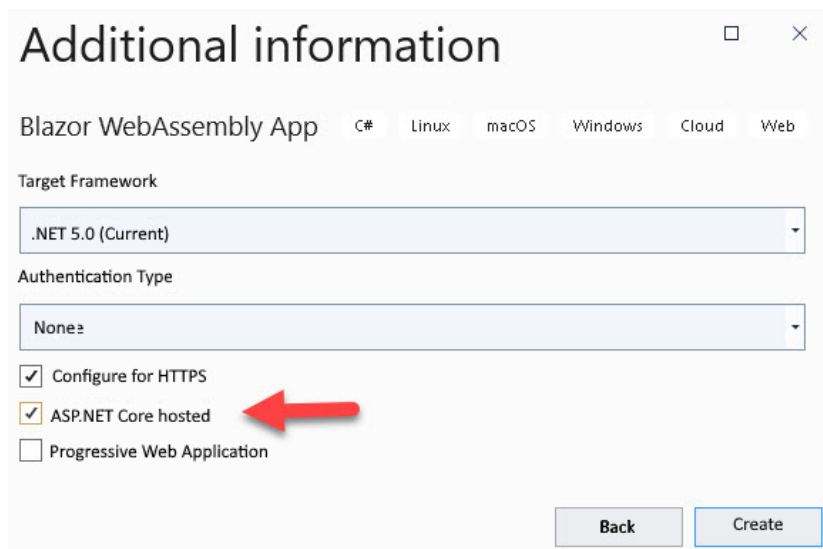 Additional information
Blazor WebAssembly App C# Linux macOS Windows Cloud Web
Target Framework
.NET 5.0 (Current)
Authentication Type
None
Configure for HTTPS
ASP.NET Core hosted
Progressive Web Application
Back Create